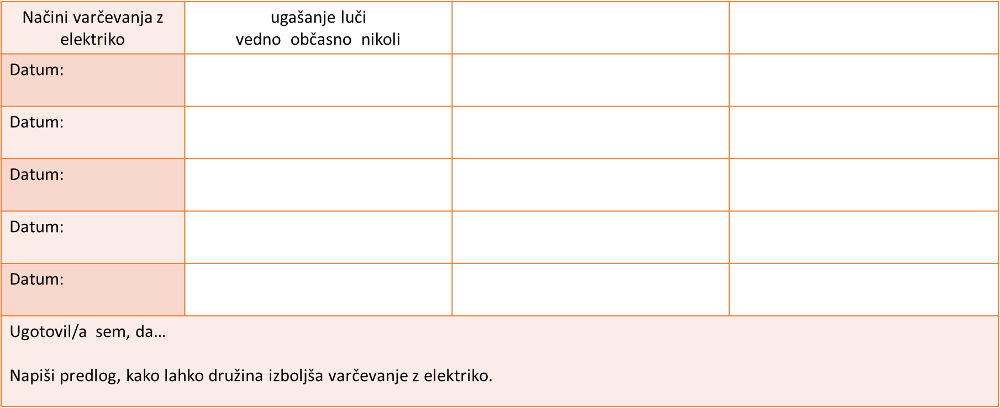 Načini varčevanja z
elektriko
ugašanje luči
vedno občasno nikoli
Datum:
Datum:
Datum:
Datum:
Datum:
Ugotovil/a sem, da...
Napiši predlog, kako lahko družina izboljša varčevanje z elektriko.